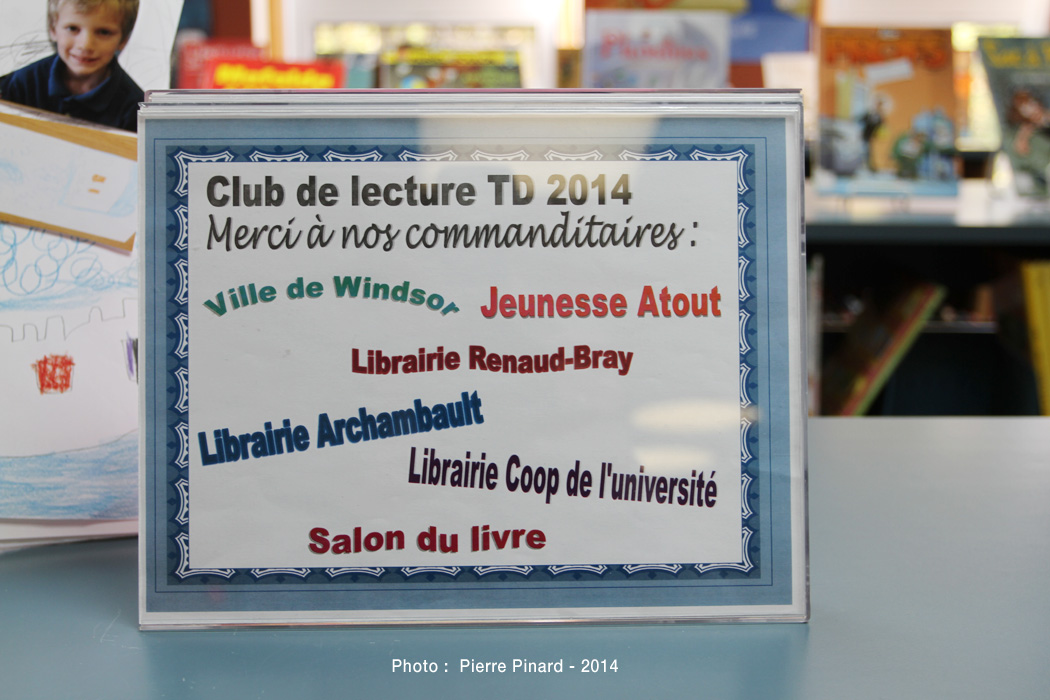 Club de lecture TD 2014
Merci à nos commanditaires :
Ville de Windsor
Jeunesse Atout
Librairie Renaud-Bray
Librairie Archambault
Librairie Coop de l'université
Salon du livre
Photo : Pierre Pinard - 2014